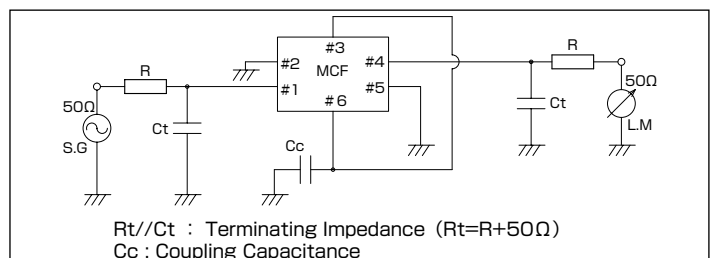 #3
R
#2
MCF
#4
R
#1
#5
50Ω
#6
50Ω
Ct
Ct
S.G
Cc
L.M
Rt//Ct : Terminating Impedance (Rt=R+50Ω)
Cc : Coupling Capacitance